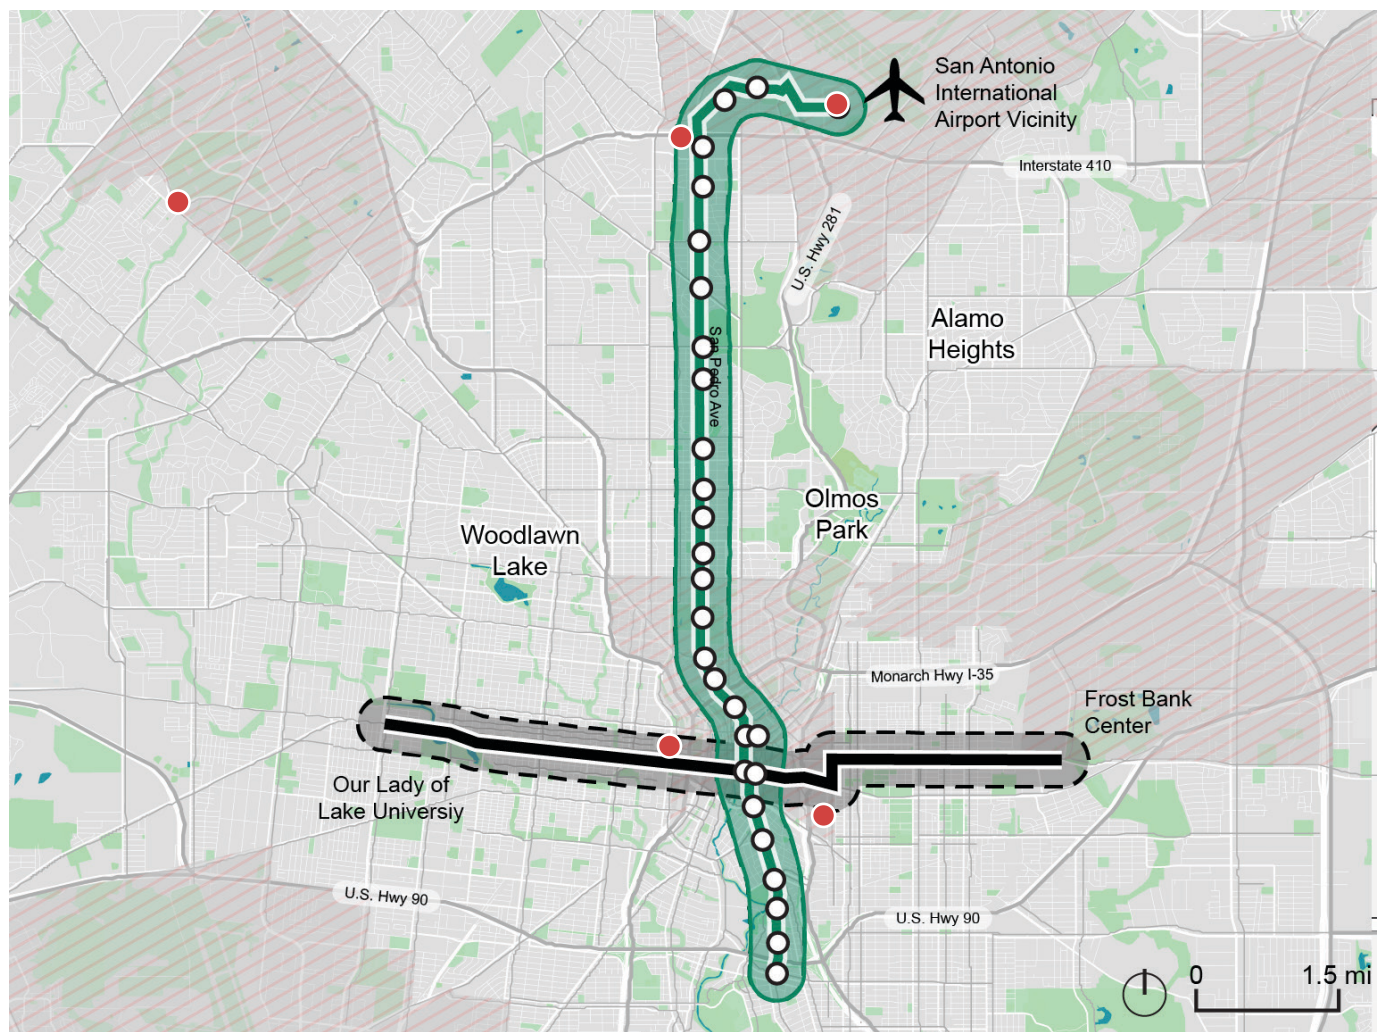 San Antonio
International
Airport Vicinity
Interstate 410
U.S. Hwy 281
Alamo
Heights
San Pedro Ave
Olmos
Park
Woodlawn
Lake
Monarch Hwy I-35
Frost Bank
Center
Our Lady of
Lake Universiy
U.S. Hwy 90
U.S. Hwy 90
0 1.5 mi